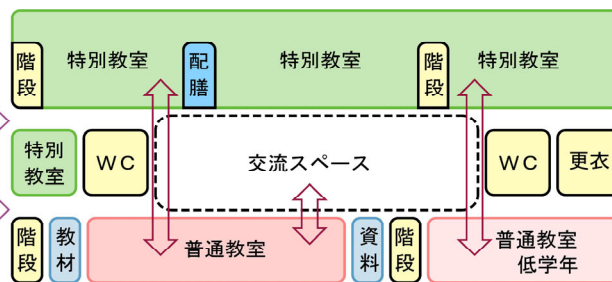 階段
特別教室
配膳
特別教室
階段
特別教室
特別
教室
WC
交流スペース
WC
更衣
階段
教材
普通教室
資料
階段
普通教室
低学年